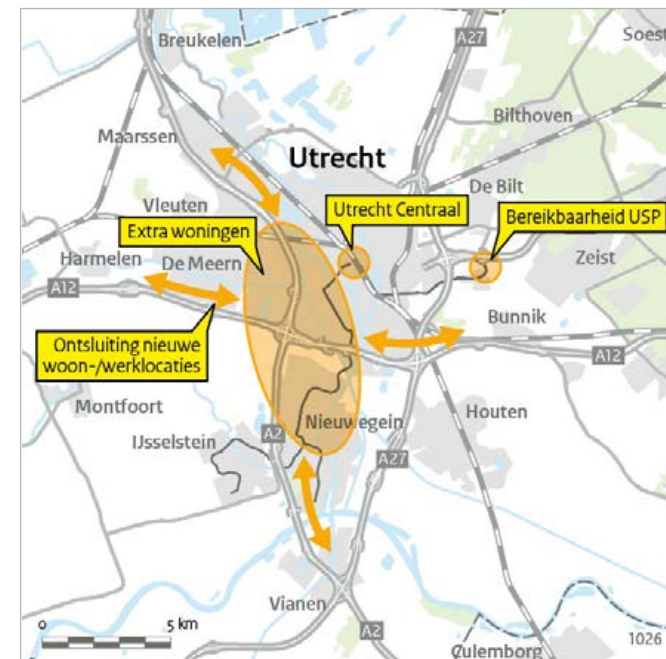 A27
Soest
Breukelen
Bilthoven
Maarssen
Utrecht
De Bilt
Vleuten
Utrecht Centraal
Bereikbaarheid USP
Extra woningen
Harmelen
De Meern
Zeist
A12
Bunnik
Ontsluiting nieuwe
woon-/werklocaties
A12
Montfoort
Houten
Nieuwegein
IJsselstein
A2
A27
Vianen
0
5 km
A2
1026
Culemborg